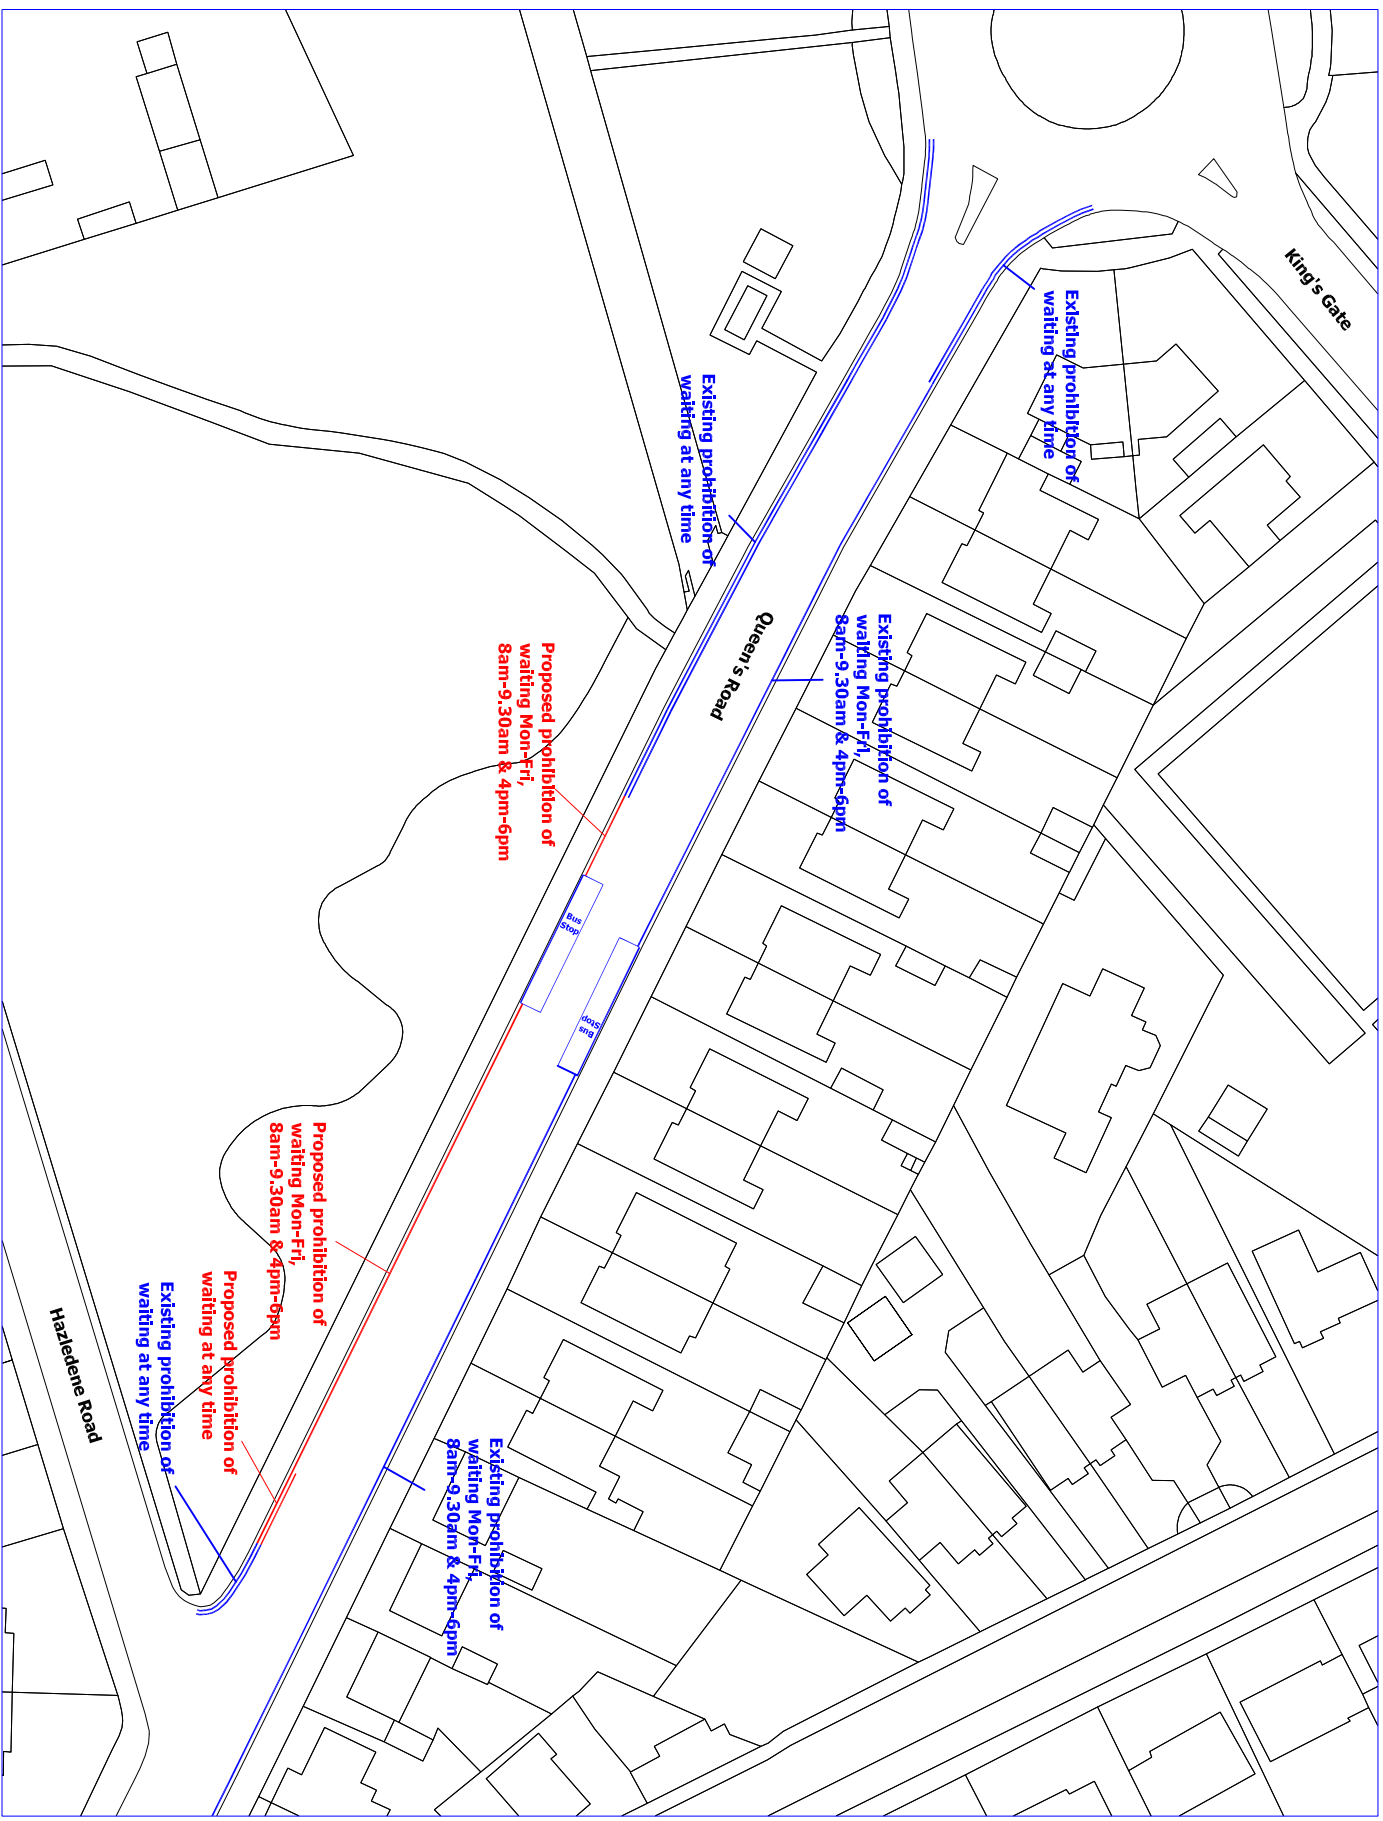 King's Gate
Existing prohibition of
waiting at any time
Existing prohibition of
waiting at any time
Queen's Road
Existing prohibition of
waiting Mon-Fri,
8am-9.30am & 4pm-6pm
Proposed prohibition of
waiting Mon-Fri,
8am-9.30am & 4pm-6pm
Bus
Stop
Bus
Stop
Proposed prohibition of
waiting Mon-Fri,
8am-9.30am & 4pm-6pm
Proposed prohibition of
waiting at any time
Existing prohibition of
waiting at any time
Hazledene Road
Existing prohibition of
waiting Mon-Fri,
8am-9.30am & 4pm-6pm